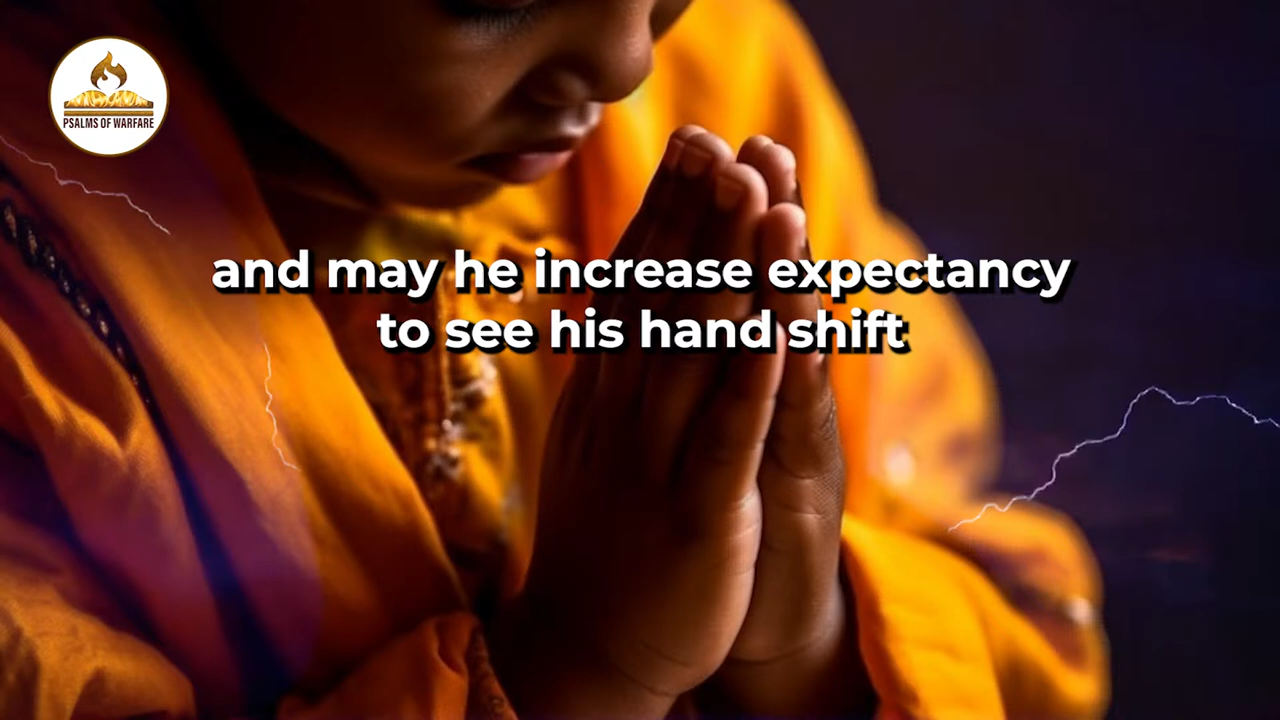 PSALMS OF WARFARE
and may he increase expectancy
to see his hand shift